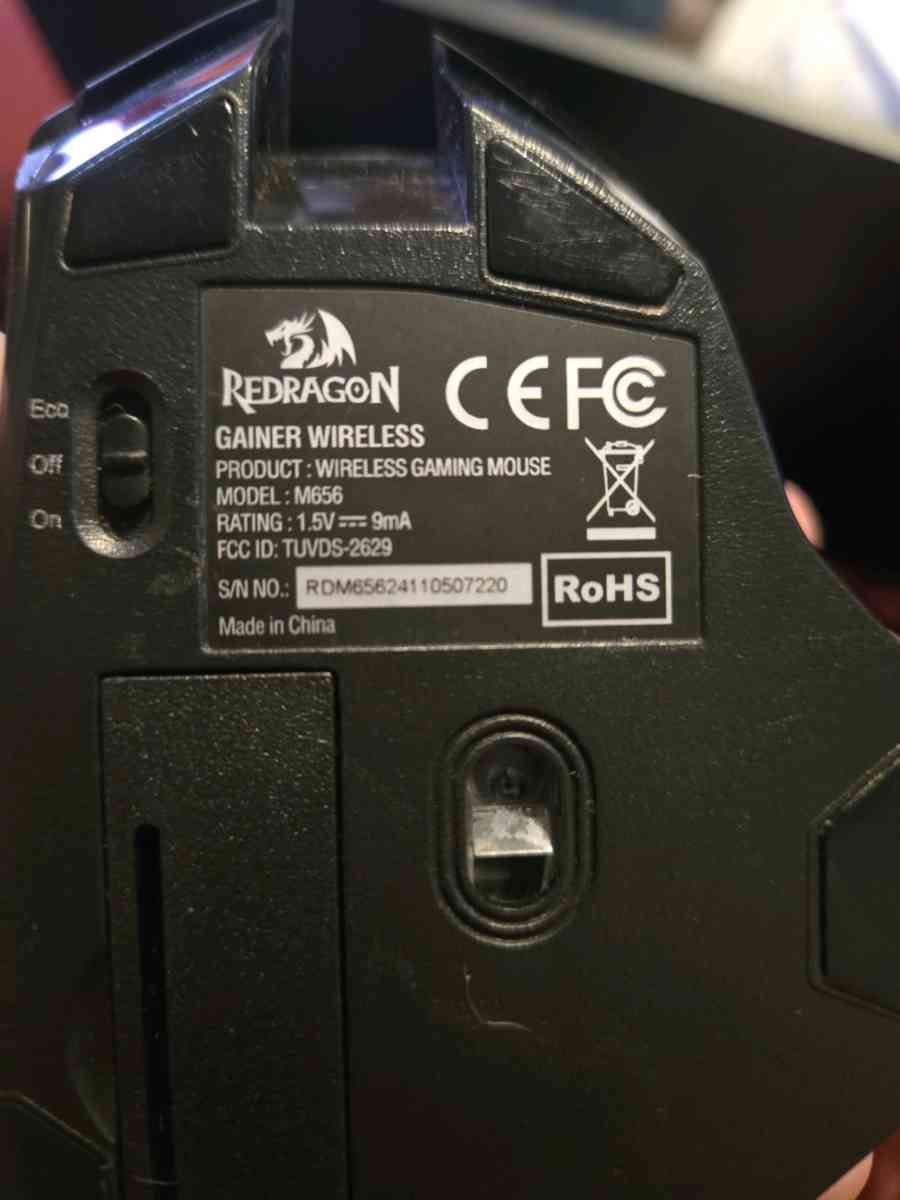 REDRAGON
CE FC
GAINER WIRELESS
PRODUCT : WIRELESS GAMING MOUSE
MODEL : M656
RATING : 1.5V⎓9mA
FCC ID: TUVDS-2629
S/N NO.: RDM65624110507220
RoHS
Made in China
Eco
Off
On